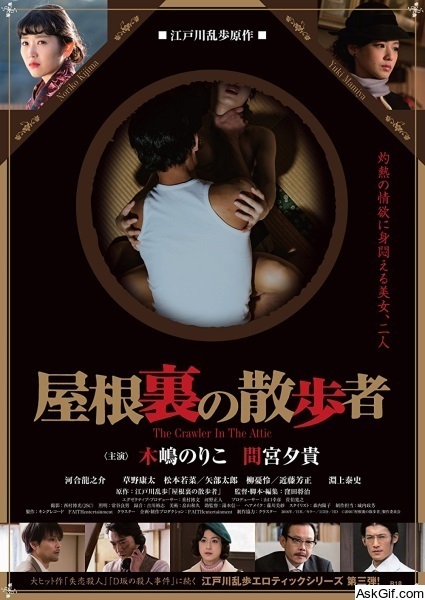 ■ 江戸川乱歩原作 ■
Noriko Kijima
Yuki Mamiya
灼熱の情欲に身悶える美女、二人
屋根裏の散歩者
The Crawler In The Attic
〈主演〉 木嶋のりこ 間宮夕貴
河合龍之介 草野康太 松本若菜 / 矢部太郎 柳憂怜 / 近藤芳正 淵上泰史
原作：江戸川乱歩「屋根裏の散歩者」 監督・脚本・編集：窪田将治
大ヒット作「失恋殺人」「D坂の殺人事件」に続く 江戸川乱歩エロティックシリーズ 第三弾！
R18
AskGif.com